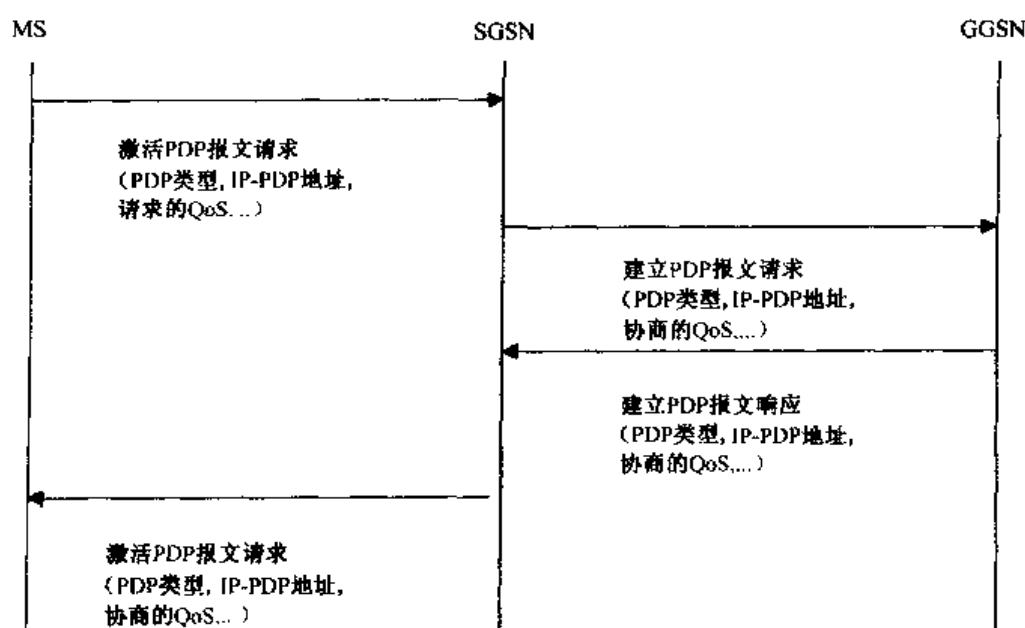 MS
SGSN
GGSN
激活PDP报文请求
(PDP类型, IP-PDP地址,
请求的QoS...)
建立PDP报文请求
(PDP类型, IP-PDP地址,
协商的QoS,...)
建立PDP报文响应
(PDP类型, IP-PDP地址,
协商的QoS,...)
激活PDP报文请求
(PDP类型, IP-PDP地址,
协商的QoS...)